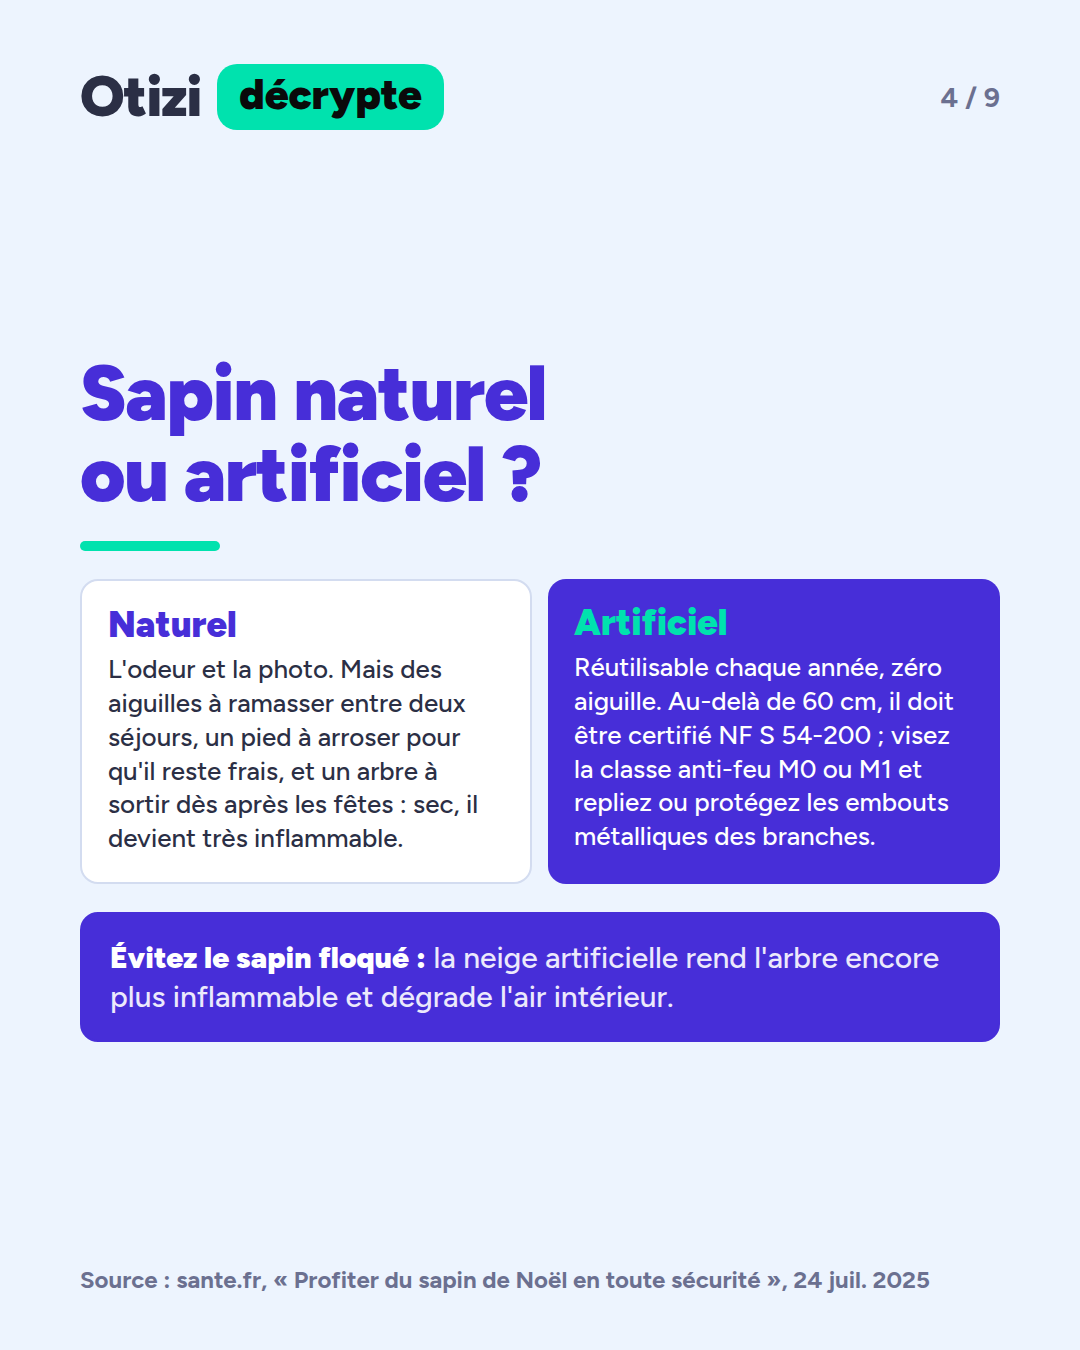 Otizi décrypte
4 / 9
Sapin naturel
ou artificiel ?
Naturel
L'odeur et la photo. Mais des
aiguilles à ramasser entre deux
séjours, un pied à arroser pour
qu'il reste frais, et un arbre à
sortir dès après les fêtes : sec, il
devient très inflammable.
Artificiel
Réutilisable chaque année, zéro
aiguille. Au-delà de 60 cm, il doit
être certifié NF S 54-200 ; visez
la classe anti-feu M0 ou M1 et
repliez ou protégez les embouts
métalliques des branches.
Évitez le sapin floqué : la neige artificielle rend l'arbre encore
plus inflammable et dégrade l'air intérieur.
Source : sante.fr, « Profiter du sapin de Noël en toute sécurité », 24 juil. 2025